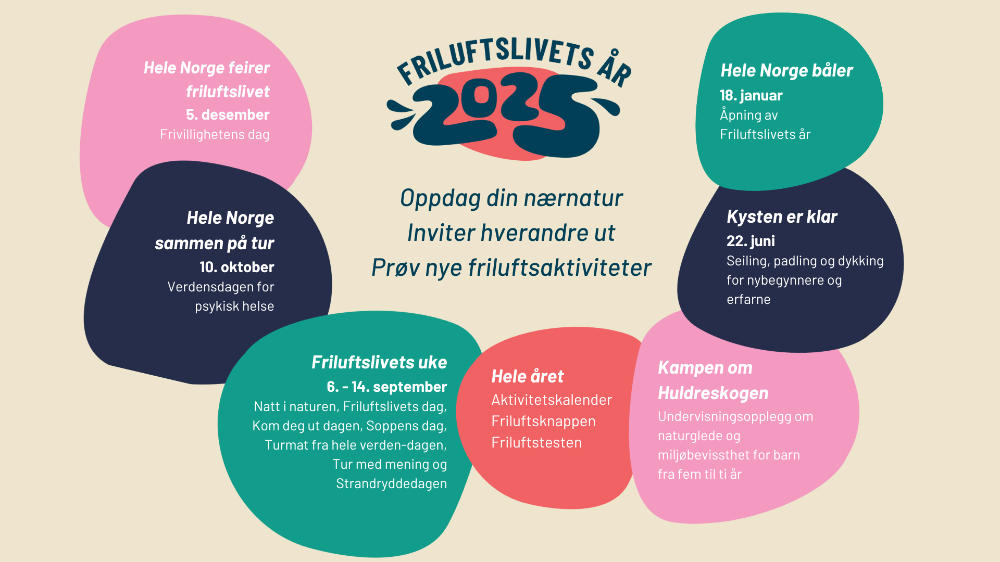 FRILUFTSLIVETS ÅR
2025
Oppdag din nærnatur
Inviter hverandre ut
Prøv nye friluftsaktiviteter
Hele Norge båler
18. januar
Åpning av
Friluftslivets år
Kysten er klar
22. juni
Seiling, padling og dykking
for nybegynnere og
erfarne
Kampen om
Huldreskogen
Undervisningsopplegg om
naturglede og
miljøbevissthet for barn
fra fem til ti år
Hele året
Aktivitetskalender
Friluftsknappen
Friluftstesten
Friluftslivets uke
6. - 14. september
Natt i naturen, Friluftslivets dag,
Kom deg ut dagen, Soppens dag,
Turmat fra hele verden-dagen,
Tur med mening og
Strandryddedagen
Hele Norge
sammen på tur
10. oktober
Verdensdagen for
psykisk helse
Hele Norge feirer
friluftslivet
5. desember
Frivillighetens dag